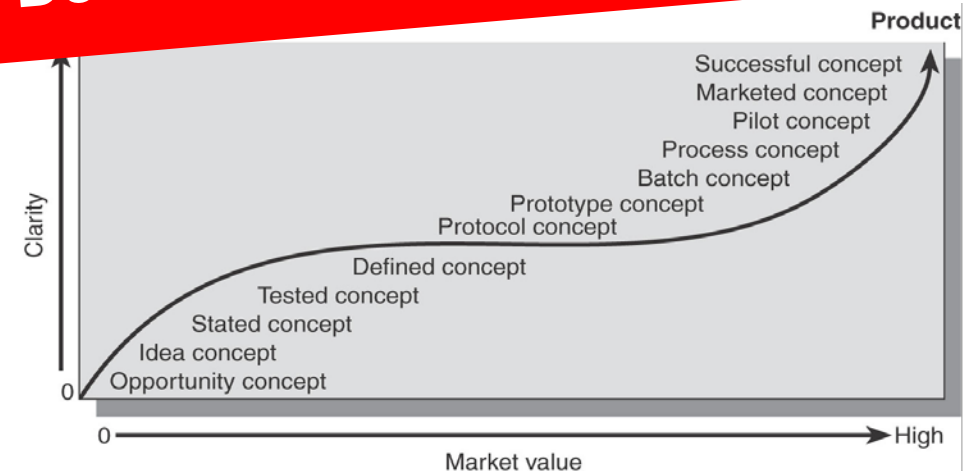 Product
Successful concept
Marketed concept
Pilot concept
Process concept
Batch concept
Prototype concept
Protocol concept
Defined concept
Tested concept
Stated concept
Idea concept
Opportunity concept
Clarity
0
0
High
Market value